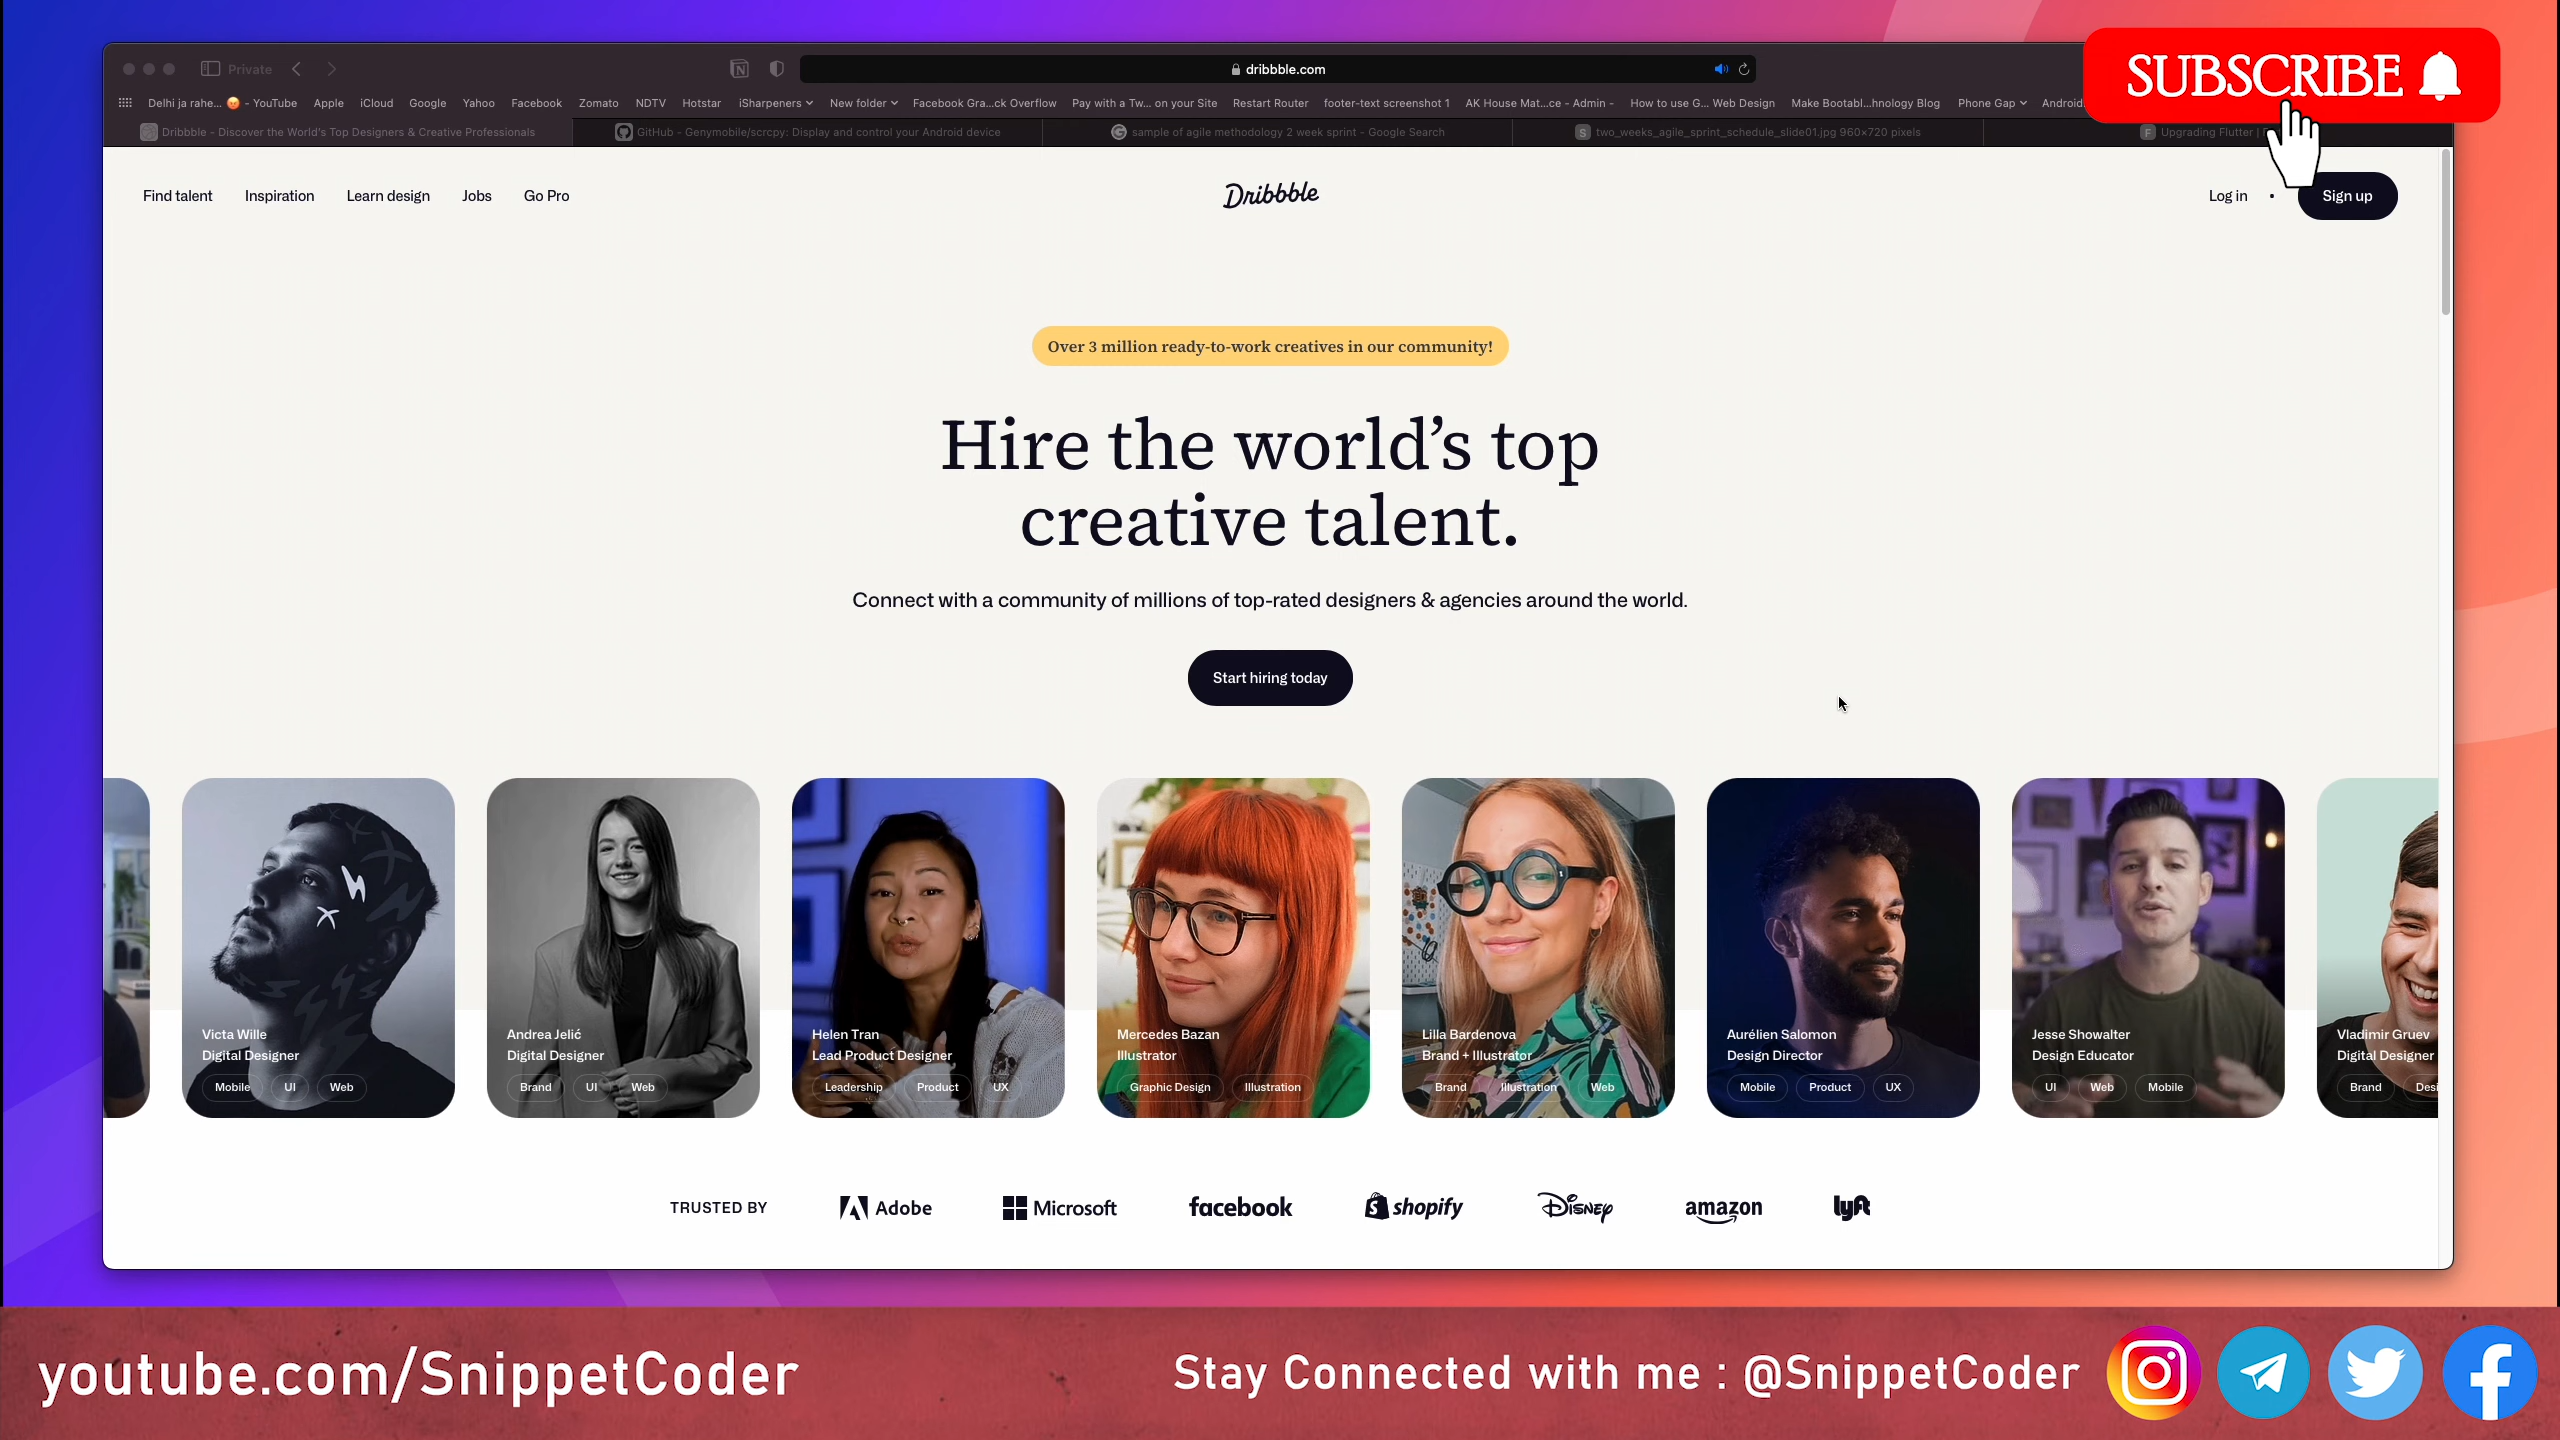 SUBSCRIBE
Private
dribbble.com
Delhi ja rahe... 😡 - YouTube Apple iCloud Google Yahoo Facebook Zomato NDTV Hotstar iSharpeners New folder Facebook Gra...ck Overflow Pay with a Tw... on your Site Restart Router footer-text screenshot 1 AK House Mat...ce - Admin - How to use G... Web Design Make Bootabl...hnology Blog Phone Gap Android
Dribbble - Discover the World's Top Designers & Creative Professionals GitHub - Genymobile/scrcpy: Display and control your Android device sample of agile methodology 2 week sprint - Google Search two_weeks_agile_sprint_schedule_slide01.jpg 960×720 pixels Upgrading Flutter |
Find talent Inspiration Learn design Jobs Go Pro Dribbble Log in Sign up
Over 3 million ready-to-work creatives in our community!
Hire the world's top
creative talent.
Connect with a community of millions of top-rated designers & agencies around the world.
Start hiring today
Victa Wille
Digital Designer
Mobile UI Web
Andrea Jelić
Digital Designer
Brand UI Web
Helen Tran
Lead Product Designer
Leadership Product UX
Mercedes Bazan
Illustrator
Graphic Design Illustration
Lilla Bardenova
Brand + Illustrator
Brand Illustration Web
Aurélien Salomon
Design Director
Mobile Product UX
Jesse Showalter
Design Educator
UI Web Mobile
Vladimir Gruev
Digital Designer
Brand Desi
TRUSTED BY Adobe Microsoft facebook shopify Disney amazon lyft
youtube.com/SnippetCoder Stay Connected with me : @SnippetCoder